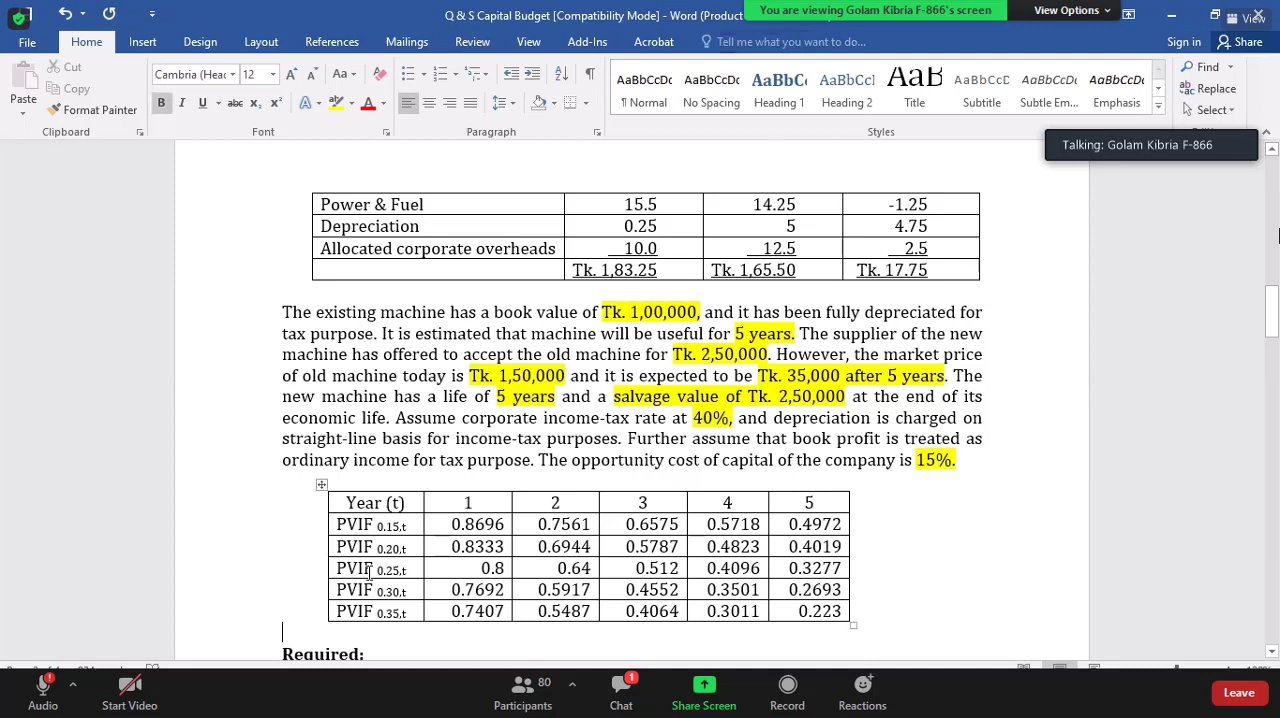 Q & S Capital Budget [Compatibility Mode] - Word (Produc
You are viewing Golam Kibria F-866's screen
View Options
View
File Home Insert Design Layout References Mailings Review View Add-Ins Acrobat Tell me what you want to do... Sign in Share
Cut
Copy
Format Painter
Paste
Clipboard
Cambria (Heac 12
Aa
B I U abc x₂ x²
Font
Paragraph
AaBbCcDc AaBbCcDc AaBbC AaBbCcC AaB AaBbCcD AaBbCcDc AaBbCcDc
¶ Normal No Spacing Heading 1 Heading 2 Title Subtitle Subtle Em... Emphasis
Styles
Find
Replace
Select
Talking: Golam Kibria F-866
Power & Fuel 15.5 14.25 -1.25
Depreciation 0.25 5 4.75
Allocated corporate overheads 10.0 12.5 2.5
Tk. 1,83.25 Tk. 1,65.50 Tk. 17.75
The existing machine has a book value of Tk. 1,00,000, and it has been fully depreciated for
tax purpose. It is estimated that machine will be useful for 5 years. The supplier of the new
machine has offered to accept the old machine for Tk. 2,50,000. However, the market price
of old machine today is Tk. 1,50,000 and it is expected to be Tk. 35,000 after 5 years. The
new machine has a life of 5 years and a salvage value of Tk. 2,50,000 at the end of its
economic life. Assume corporate income-tax rate at 40%, and depreciation is charged on
straight-line basis for income-tax purposes. Further assume that book profit is treated as
ordinary income for tax purpose. The opportunity cost of capital of the company is 15%.
Year (t) 1 2 3 4 5
PVIF 0.15,t 0.8696 0.7561 0.6575 0.5718 0.4972
PVIF 0.20,t 0.8333 0.6944 0.5787 0.4823 0.4019
PVIF 0.25,t 0.8 0.64 0.512 0.4096 0.3277
PVIF 0.30,t 0.7692 0.5917 0.4552 0.3501 0.2693
PVIF 0.35,t 0.7407 0.5487 0.4064 0.3011 0.223
Required:
Audio Start Video Participants 80 Chat 1 Share Screen Record Reactions Leave